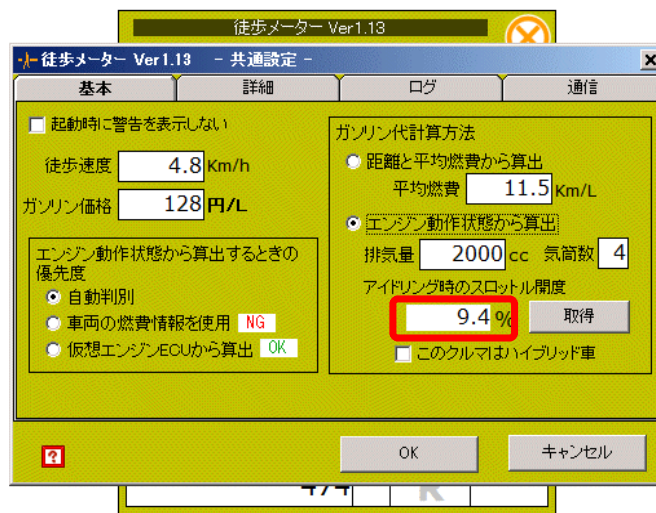 徒歩メーター Ver1.13
徒歩メーター Ver1.13 - 共通設定 -
基本
詳細
ログ
通信
起動時に警告を表示しない
徒歩速度 4.8 Km/h
ガソリン価格 128 円/L
エンジン動作状態から算出するときの
優先度
自動判別
車両の燃費情報を使用 NG
仮想エンジンECUから算出 OK
ガソリン代計算方法
距離と平均燃費から算出
平均燃費 11.5 Km/L
エンジン動作状態から算出
排気量 2000 cc 気筒数 4
アイドリング時のスロットル開度
9.4 % 取得
このクルマはハイブリッド車
?
OK
キャンセル